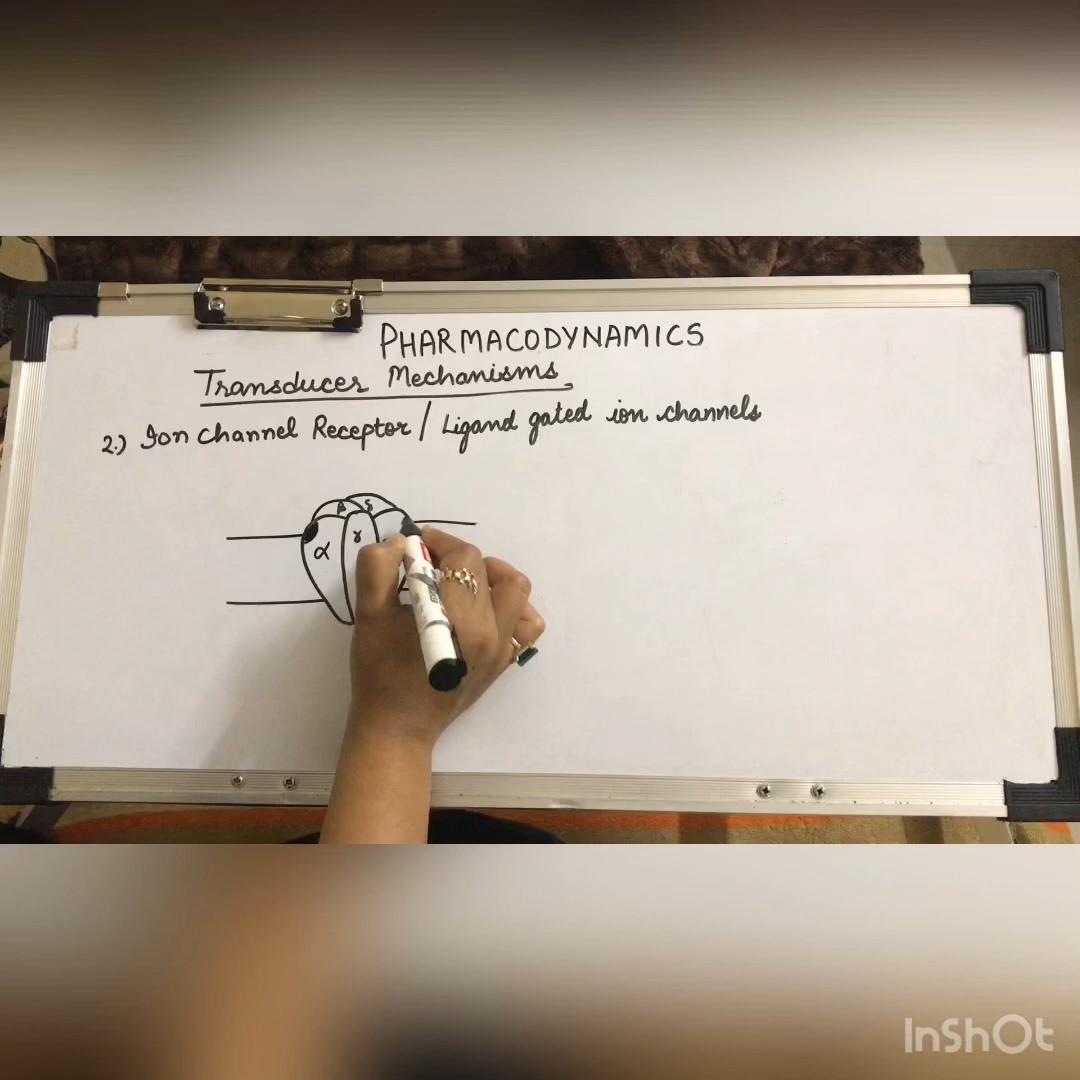 PHARMACODYNAMICS
Transducer Mechanisms
2.) Ion channel Receptor / Ligand gated ion channels
β δ
α γ
InShOt